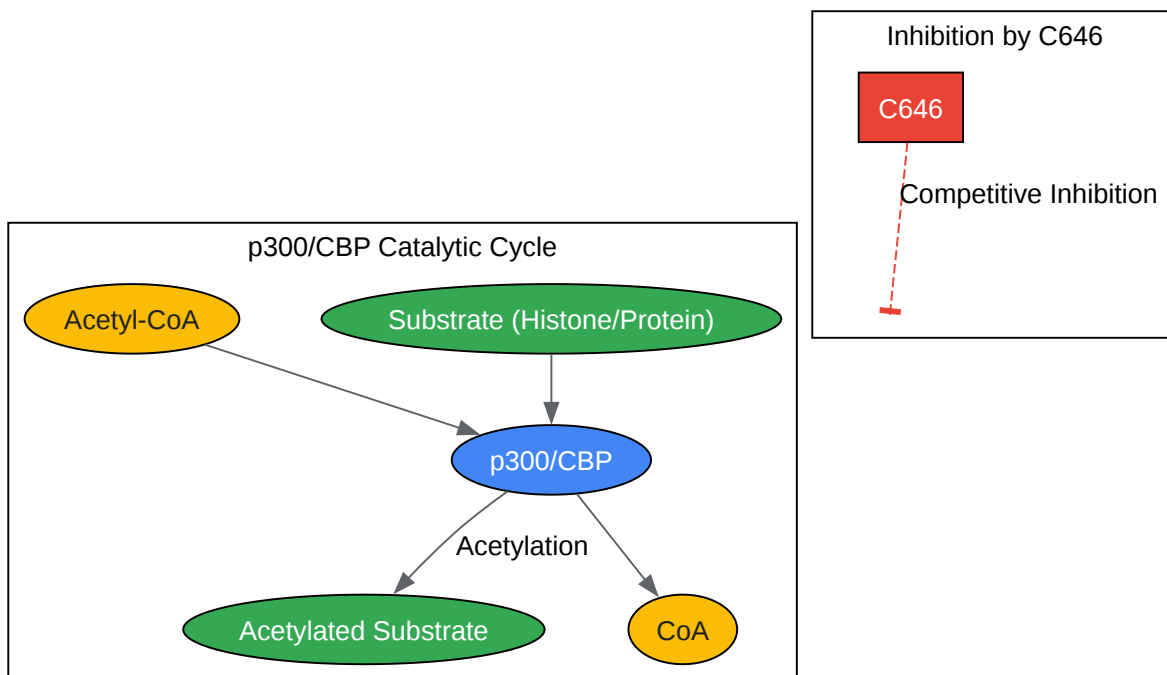 Inhibition by C646
C646
Competitive Inhibition
p300/CBP Catalytic Cycle
Acetyl-CoA
Substrate (Histone/Protein)
p300/CBP
Acetylation
Acetylated Substrate
CoA